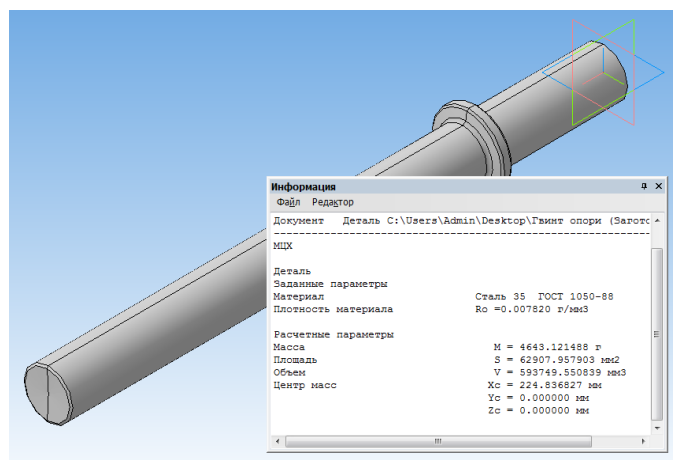 Информация
Файл Редактор
Документ Деталь C:\Users\Admin\Desktop\Гвинт опори (Загото
МЦХ
Деталь
Заданные параметры
Материал Сталь 35 ГОСТ 1050-88
Плотность материала Ro =0.007820 г/мм3
Расчетные параметры
Масса M = 4643.121488 г
Площадь S = 62907.957903 мм2
Объем V = 593749.550839 мм3
Центр масс Xc = 224.836827 мм
Yc = 0.000000 мм
Zc = 0.000000 мм